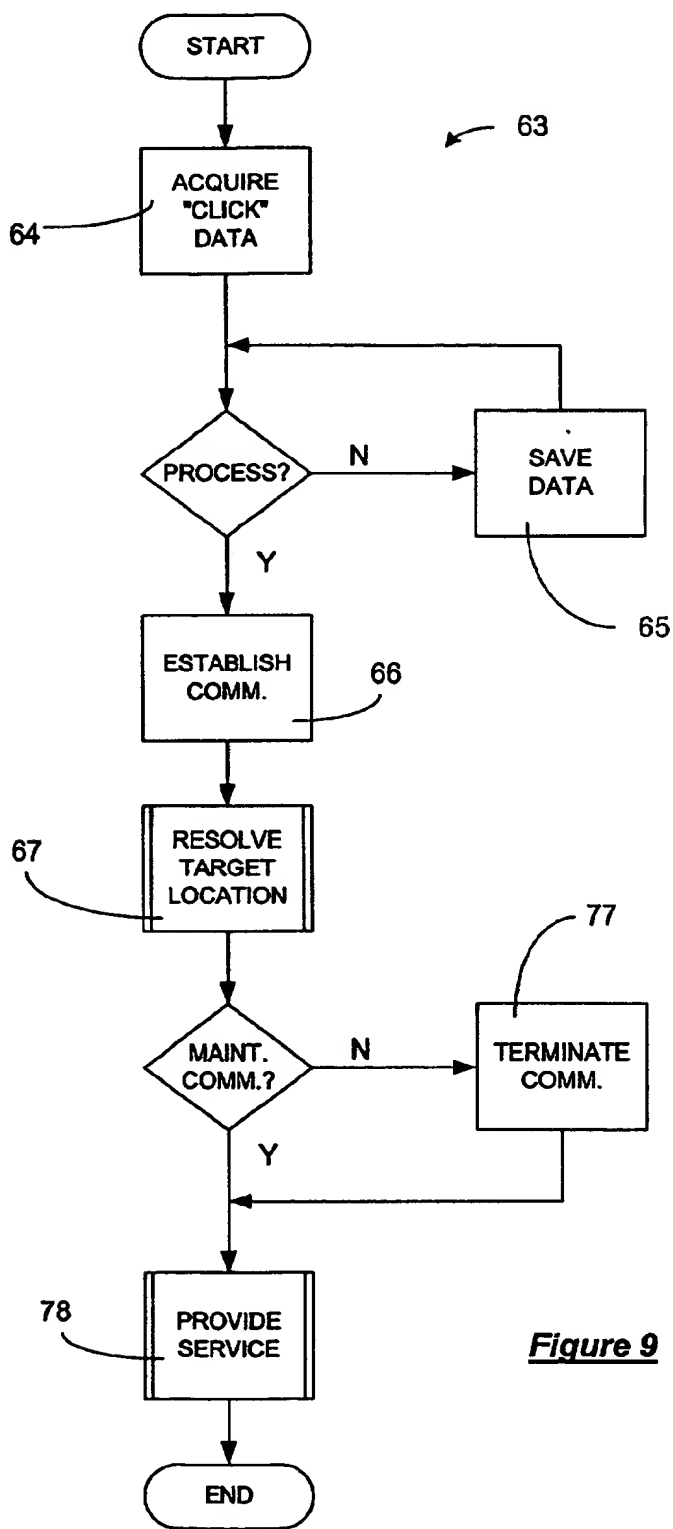 START
63
ACQUIRE
"CLICK"
DATA
64
PROCESS?
N
SAVE
DATA
Y
65
ESTABLISH
COMM.
66
RESOLVE
TARGET
LOCATION
67
77
MAINT.
COMM.?
N
TERMINATE
COMM.
Y
78
PROVIDE
SERVICE
Figure 9
END